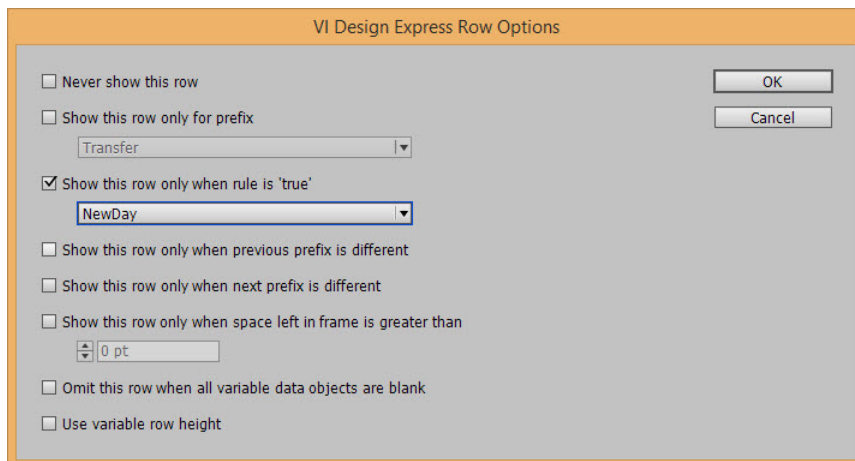 VI Design Express Row Options
Never show this row
OK
Show this row only for prefix
Cancel
Transfer
Show this row only when rule is 'true'
NewDay
Show this row only when previous prefix is different
Show this row only when next prefix is different
Show this row only when space left in frame is greater than
0 pt
Omit this row when all variable data objects are blank
Use variable row height